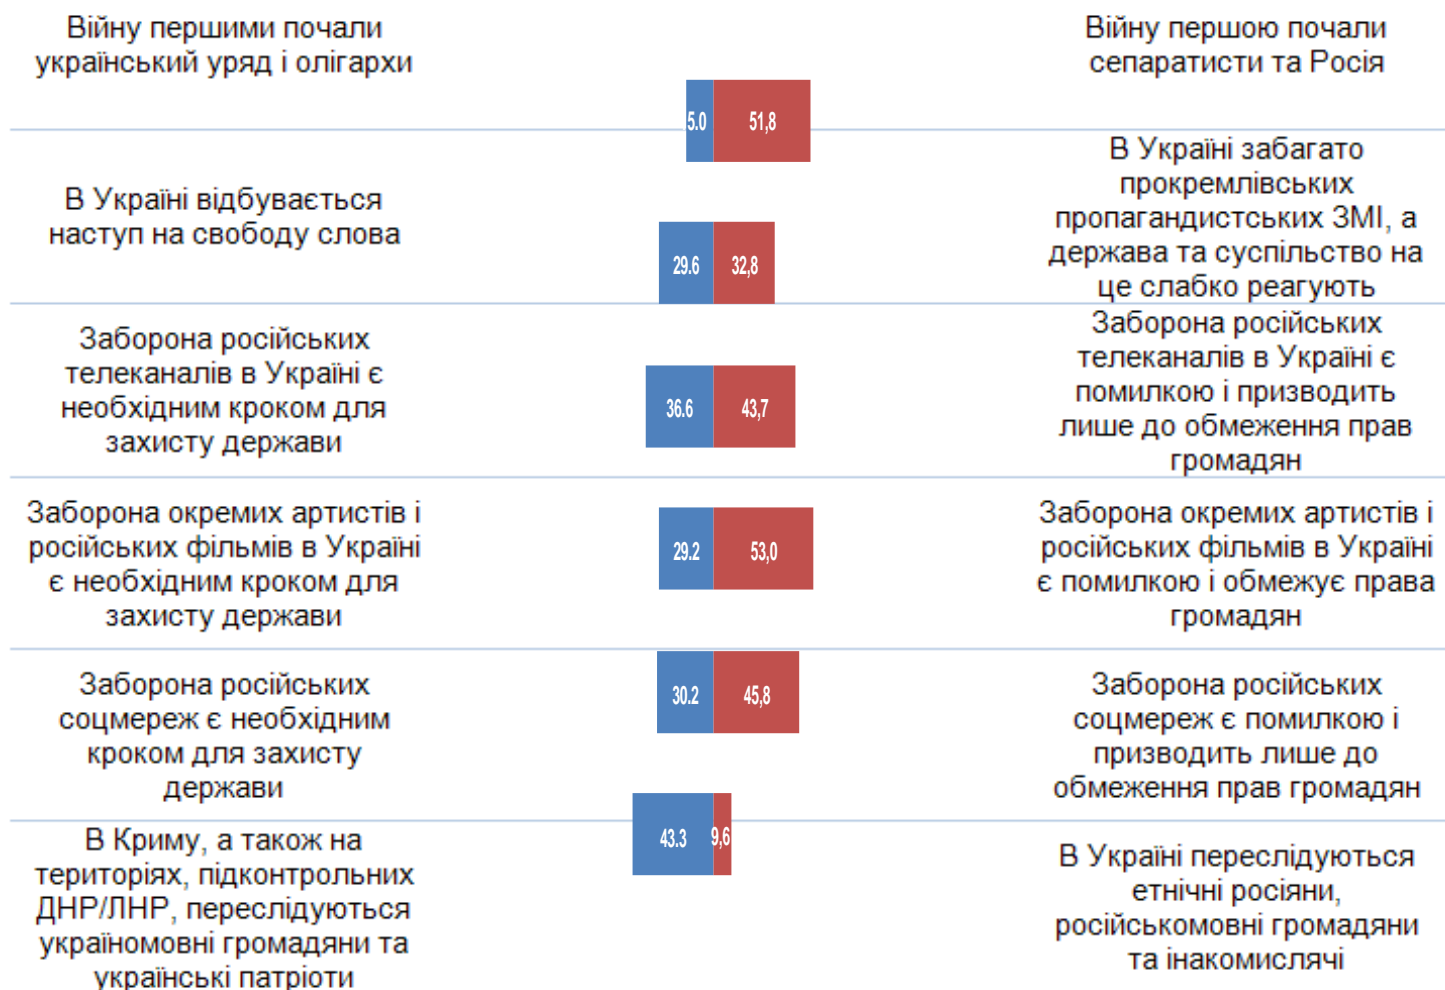 Війну першими почали
український уряд і олігархи
5.0
51,8
Війну першою почали
сепаратисти та Росія
В Україні відбувається
наступ на свободу слова
29.6
32,8
В Україні забагато
прокремлівських
пропагандистських ЗМІ, а
держава та суспільство на
це слабко реагують
Заборона російських
телеканалів в Україні є
необхідним кроком для
захисту держави
36.6
43,7
Заборона російських
телеканалів в Україні є
помилкою і призводить
лише до обмеження прав
громадян
Заборона окремих артистів і
російських фільмів в Україні
є необхідним кроком для
захисту держави
29.2
53,0
Заборона окремих артистів і
російських фільмів в Україні
є помилкою і обмежує права
громадян
Заборона російських
соцмереж є необхідним
кроком для захисту
держави
30.2
45,8
Заборона російських
соцмереж є помилкою і
призводить лише до
обмеження прав громадян
В Криму, а також на
територіях, підконтрольних
ДНР/ЛНР, переслідуються
україномовні громадяни та
українські патріоти
43.3
9,6
В Україні переслідуються
етнічні росіяни,
російськомовні громадяни
та інакомислячі